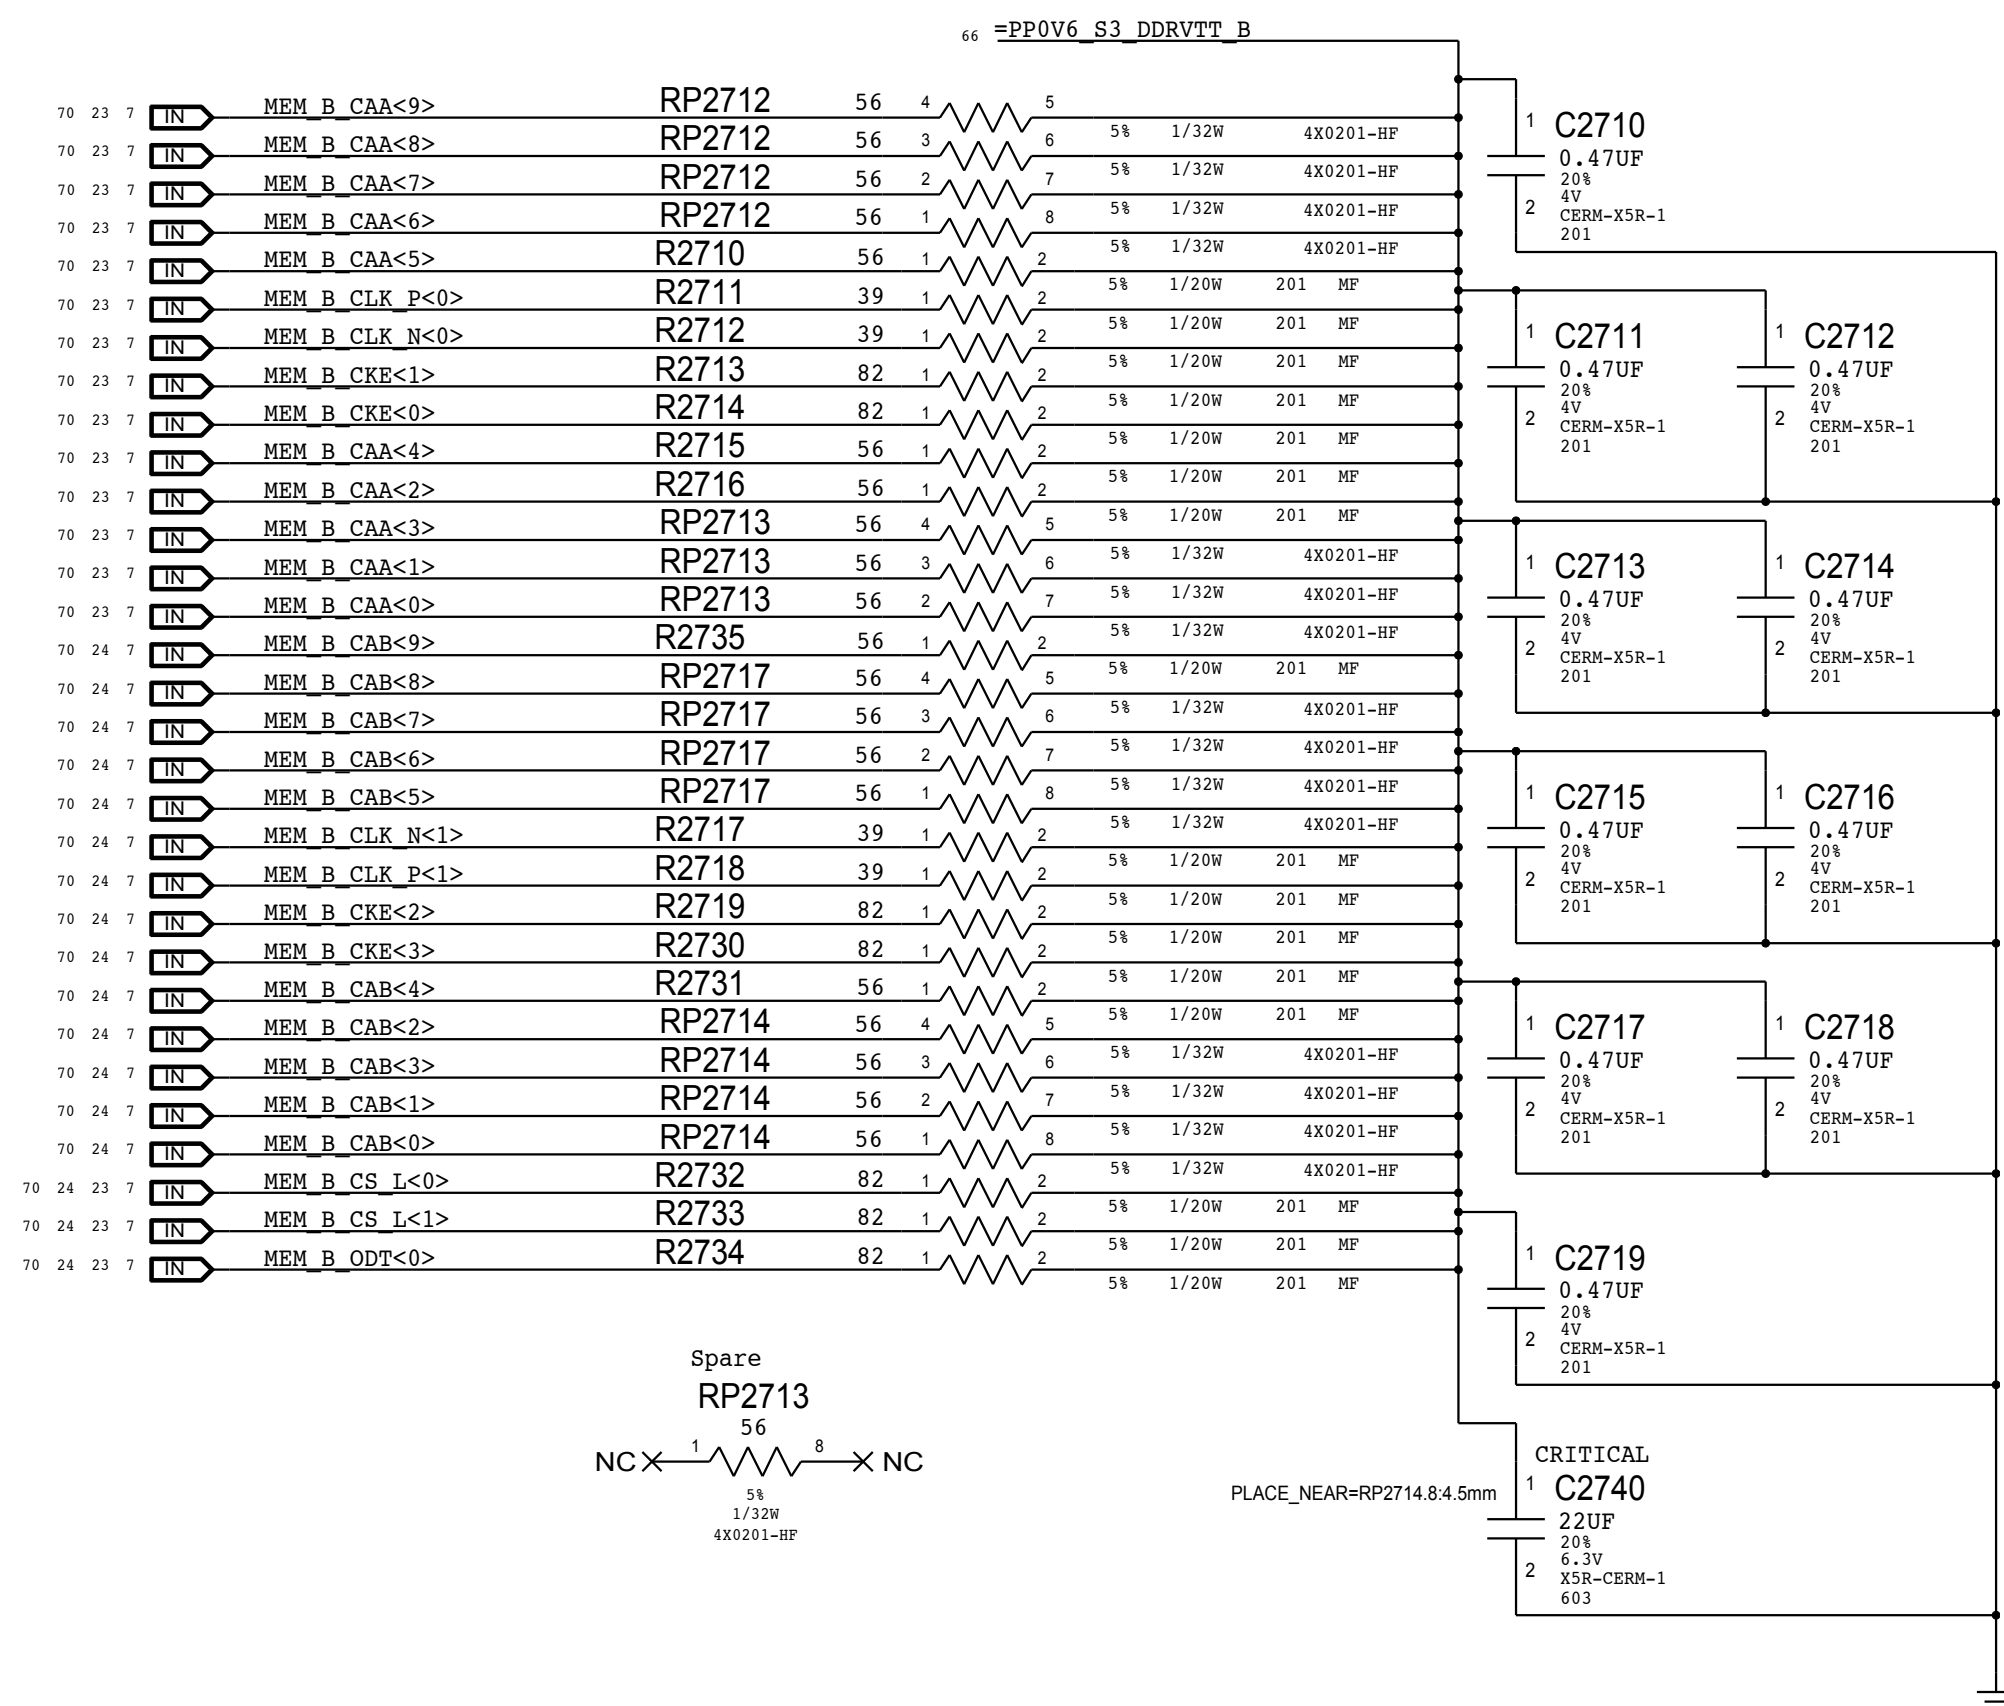 66 =PP0V6_S3_DDRVTT_B
70 23 7 IN MEM_B_CAA<9> RP2712 56 4 5 5% 1/32W 4X0201-HF
70 23 7 IN MEM_B_CAA<8> RP2712 56 3 6 5% 1/32W 4X0201-HF
70 23 7 IN MEM_B_CAA<7> RP2712 56 2 7 5% 1/32W 4X0201-HF
70 23 7 IN MEM_B_CAA<6> RP2712 56 1 8 5% 1/32W 4X0201-HF
70 23 7 IN MEM_B_CAA<5> R2710 56 1 2 5% 1/20W 201 MF
70 23 7 IN MEM_B_CLK_P<0> R2711 39 1 2 5% 1/20W 201 MF
70 23 7 IN MEM_B_CLK_N<0> R2712 39 1 2 5% 1/20W 201 MF
70 23 7 IN MEM_B_CKE<1> R2713 82 1 2 5% 1/20W 201 MF
70 23 7 IN MEM_B_CKE<0> R2714 82 1 2 5% 1/20W 201 MF
70 23 7 IN MEM_B_CAA<4> R2715 56 1 2 5% 1/20W 201 MF
70 23 7 IN MEM_B_CAA<2> R2716 56 1 2 5% 1/20W 201 MF
70 23 7 IN MEM_B_CAA<3> RP2713 56 4 5 5% 1/32W 4X0201-HF
70 23 7 IN MEM_B_CAA<1> RP2713 56 3 6 5% 1/32W 4X0201-HF
70 23 7 IN MEM_B_CAA<0> RP2713 56 2 7 5% 1/32W 4X0201-HF
70 24 7 IN MEM_B_CAB<9> R2735 56 1 2 5% 1/20W 201 MF
70 24 7 IN MEM_B_CAB<8> RP2717 56 4 5 5% 1/32W 4X0201-HF
70 24 7 IN MEM_B_CAB<7> RP2717 56 3 6 5% 1/32W 4X0201-HF
70 24 7 IN MEM_B_CAB<6> RP2717 56 2 7 5% 1/32W 4X0201-HF
70 24 7 IN MEM_B_CAB<5> RP2717 56 1 8 5% 1/32W 4X0201-HF
70 24 7 IN MEM_B_CLK_N<1> R2717 39 1 2 5% 1/20W 201 MF
70 24 7 IN MEM_B_CLK_P<1> R2718 39 1 2 5% 1/20W 201 MF
70 24 7 IN MEM_B_CKE<2> R2719 82 1 2 5% 1/20W 201 MF
70 24 7 IN MEM_B_CKE<3> R2730 82 1 2 5% 1/20W 201 MF
70 24 7 IN MEM_B_CAB<4> R2731 56 1 2 5% 1/20W 201 MF
70 24 7 IN MEM_B_CAB<2> RP2714 56 4 5 5% 1/32W 4X0201-HF
70 24 7 IN MEM_B_CAB<3> RP2714 56 3 6 5% 1/32W 4X0201-HF
70 24 7 IN MEM_B_CAB<1> RP2714 56 2 7 5% 1/32W 4X0201-HF
70 24 7 IN MEM_B_CAB<0> RP2714 56 1 8 5% 1/32W 4X0201-HF
70 24 23 7 IN MEM_B_CS_L<0> R2732 82 1 2 5% 1/20W 201 MF
70 24 23 7 IN MEM_B_CS_L<1> R2733 82 1 2 5% 1/20W 201 MF
70 24 23 7 IN MEM_B_ODT<0> R2734 82 1 2 5% 1/20W 201 MF
1 C2710
0.47UF
20%
4V
2 CERM-X5R-1
201
1 C2711
0.47UF
20%
4V
2 CERM-X5R-1
201
1 C2712
0.47UF
20%
4V
2 CERM-X5R-1
201
1 C2713
0.47UF
20%
4V
2 CERM-X5R-1
201
1 C2714
0.47UF
20%
4V
2 CERM-X5R-1
201
1 C2715
0.47UF
20%
4V
2 CERM-X5R-1
201
1 C2716
0.47UF
20%
4V
2 CERM-X5R-1
201
1 C2717
0.47UF
20%
4V
2 CERM-X5R-1
201
1 C2718
0.47UF
20%
4V
2 CERM-X5R-1
201
1 C2719
0.47UF
20%
4V
2 CERM-X5R-1
201
Spare
RP2713
56
NC 1 8 NC
5%
1/32W
4X0201-HF
CRITICAL
1 C2740
PLACE_NEAR=RP2714.8:4.5mm
22UF
20%
6.3V
2 X5R-CERM-1
603